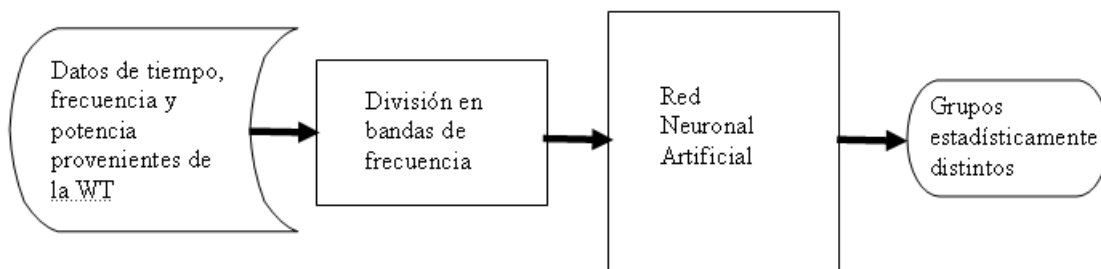 Datos de tiempo,
frecuencia y
potencia
provenientes de
la WT
División en
bandas de
frecuencia
Red
Neuronal
Artificial
Grupos
estadísticamente
distintos